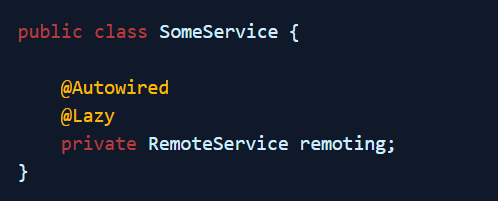 public class SomeService {
    @Autowired
    @Lazy
    private RemoteService remoting;
}